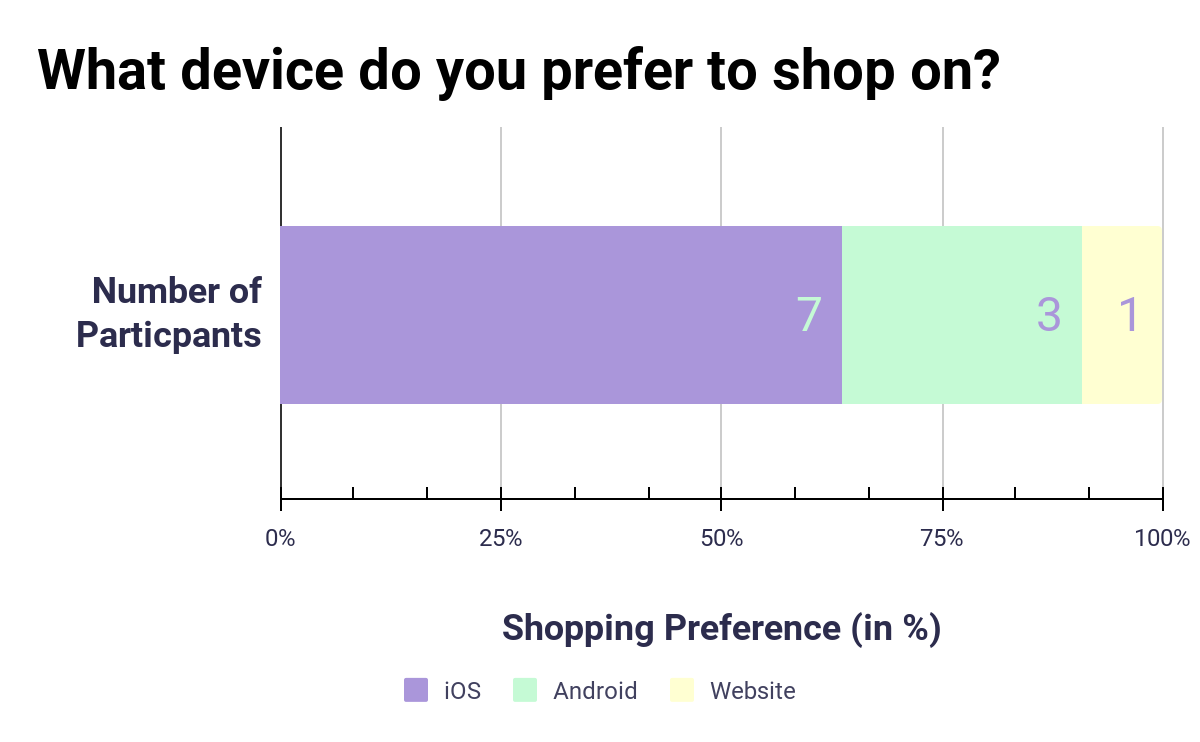 What device do you prefer to shop on?
Number of
Particpants
7 3 1
0% 25% 50% 75% 100%
Shopping Preference (in %)
iOS Android Website